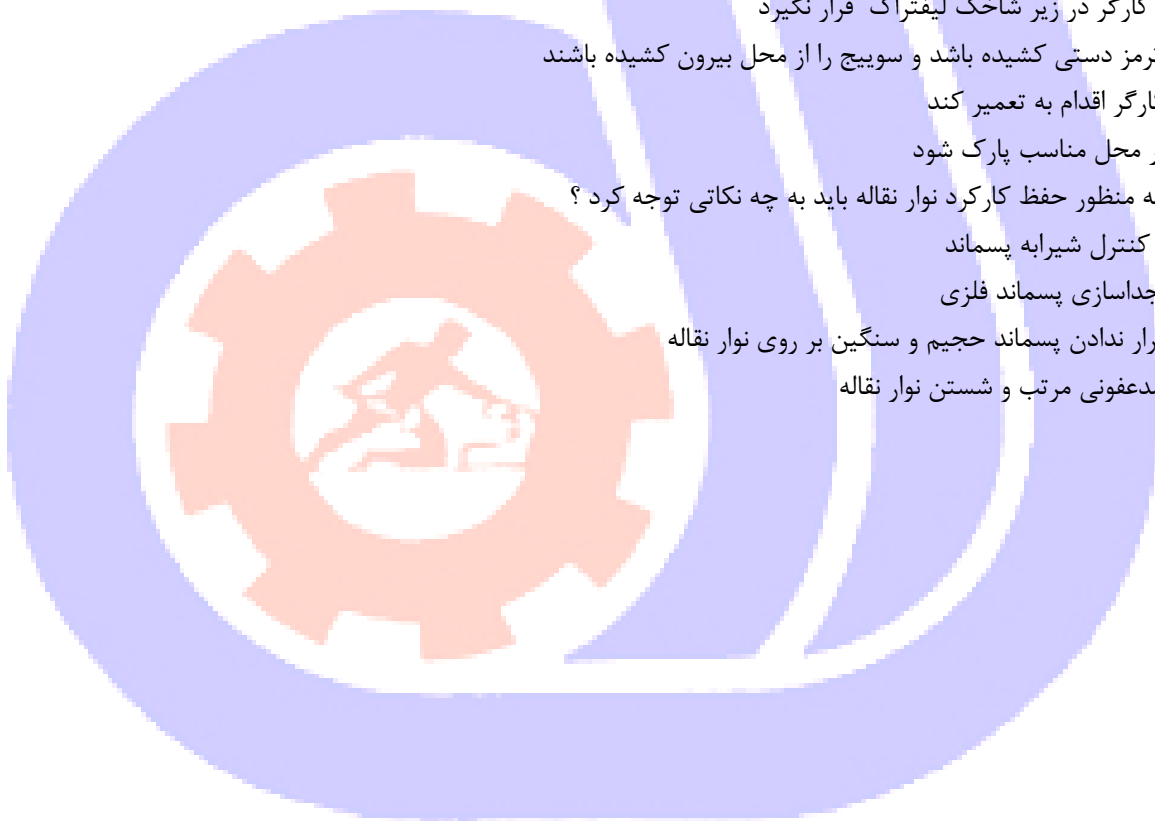 کارگر در زیر شاخک لیفتراک قرار نگیرد
ترمز دستی کشیده باشد و سوییچ را از محل بیرون کشیده باشند
کارگر اقدام به تعمیر کند
محل مناسب پارک شود
منظور حفظ کارکرد نوار نقاله باید به چه نکاتی توجه کرد ؟
کنترل شیرابه پسماند
جداسازی پسماند فلزی
ندادن پسماند حجیم و سنگین بر روی نوار نقاله
مرتب و شستن نوار نقاله